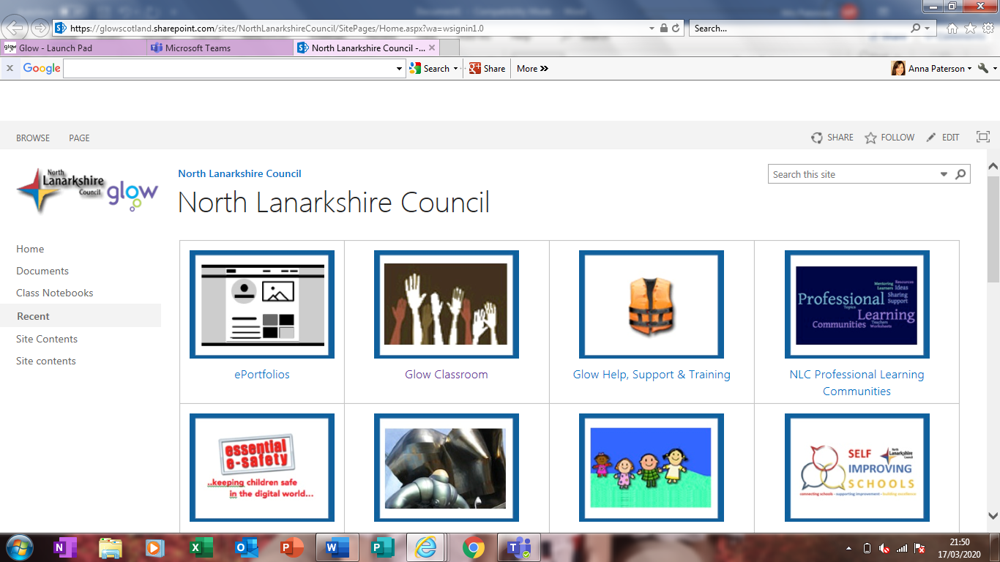 https://glowscotland.sharepoint.com/sites/NorthLanarkshireCouncil/SitePages/Home.aspx?wa=wsignin1.0
Search...
glow Glow - Launch Pad
Microsoft Teams
North Lanarkshire Council -...
x Google
Search
Share
More
Anna Paterson
BROWSE PAGE
SHARE FOLLOW EDIT
North
Lanarkshire
Council
glow
North Lanarkshire Council
Search this site
North Lanarkshire Council
Home
Documents
Class Notebooks
Recent
Site Contents
Site contents
Mentoring Resources
Learners Ideas
Professional Sharing
Topics Support
Learning
Communities Teachers
Worksheets
ePortfolios
Glow Classroom
Glow Help, Support & Training
NLC Professional Learning
Communities
essential
e-safety
..keeping children safe
in the digital world...
SELF
North
Lanarkshire
Council
IMPROVING
SCHOOLS
connecting schools - supporting improvement - building excellence
21:50
17/03/2020